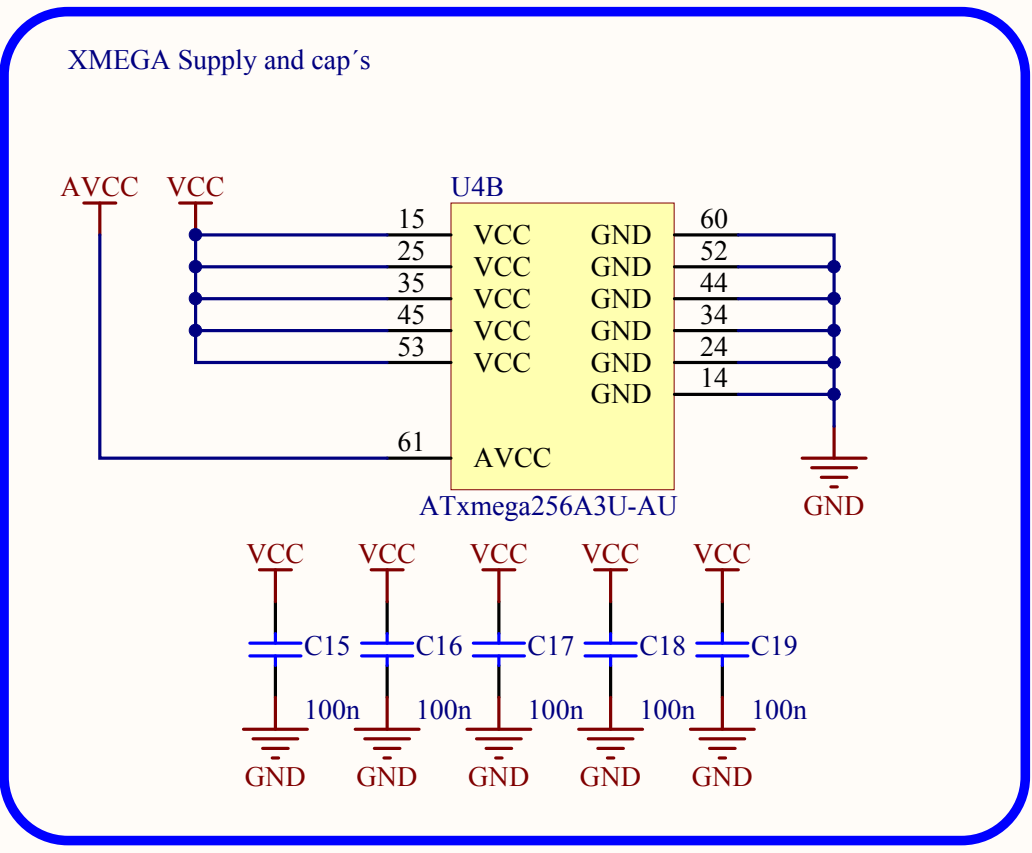 XMEGA Supply and cap´s
AVCC VCC
U4B
15 VCC GND 60
25 VCC GND 52
35 VCC GND 44
45 VCC GND 34
53 VCC GND 24
GND 14
61 AVCC
ATxmega256A3U-AU
GND
VCC VCC VCC VCC VCC
C15 C16 C17 C18 C19
100n 100n 100n 100n 100n
GND GND GND GND GND